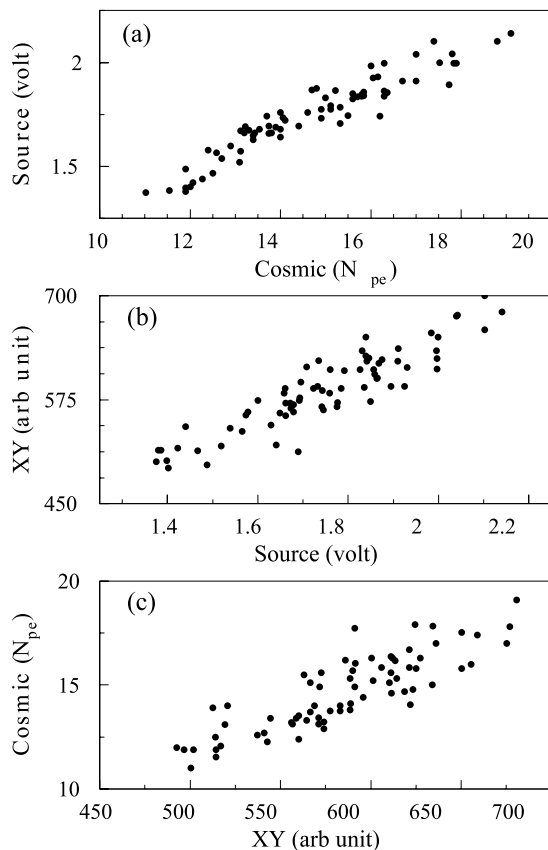 (a)
Source (volt)
2
1.5
10 12 14 16 18 20
Cosmic (N pe)
(b)
XY (arb unit)
700
575
450
1.4 1.6 1.8 2 2.2
Source (volt)
(c)
Cosmic (Npe)
20
15
10
450 500 550 600 650 700
XY (arb unit)